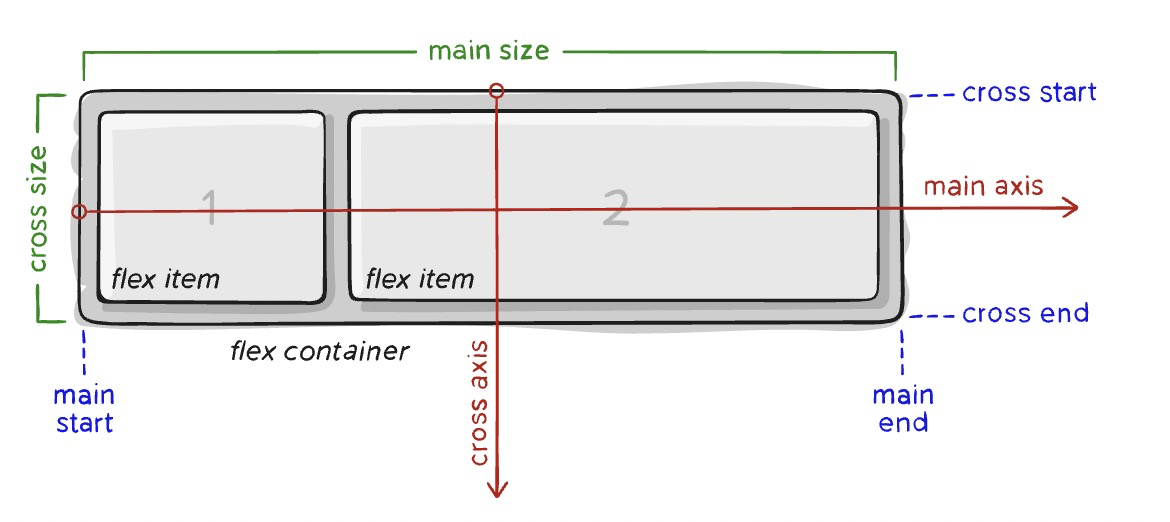 main size
cross start
cross size
main axis
1
2
flex item
flex item
cross end
flex container
cross axis
main
start
main
end